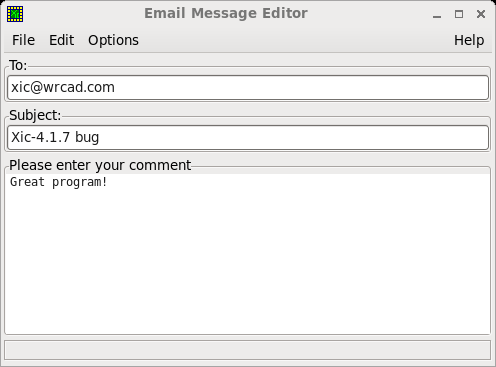 Email Message Editor
File Edit Options Help
To:
xic@wrcad.com
Subject:
Xic-4.1.7 bug
Please enter your comment
Great program!